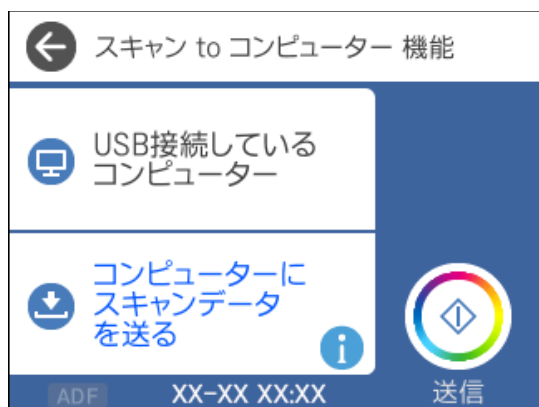 スキャン to コンピューター 機能
USB接続している
コンピューター
コンピューターに
スキャンデータ
を送る
i
ADF
XX-XX XX:XX
送信